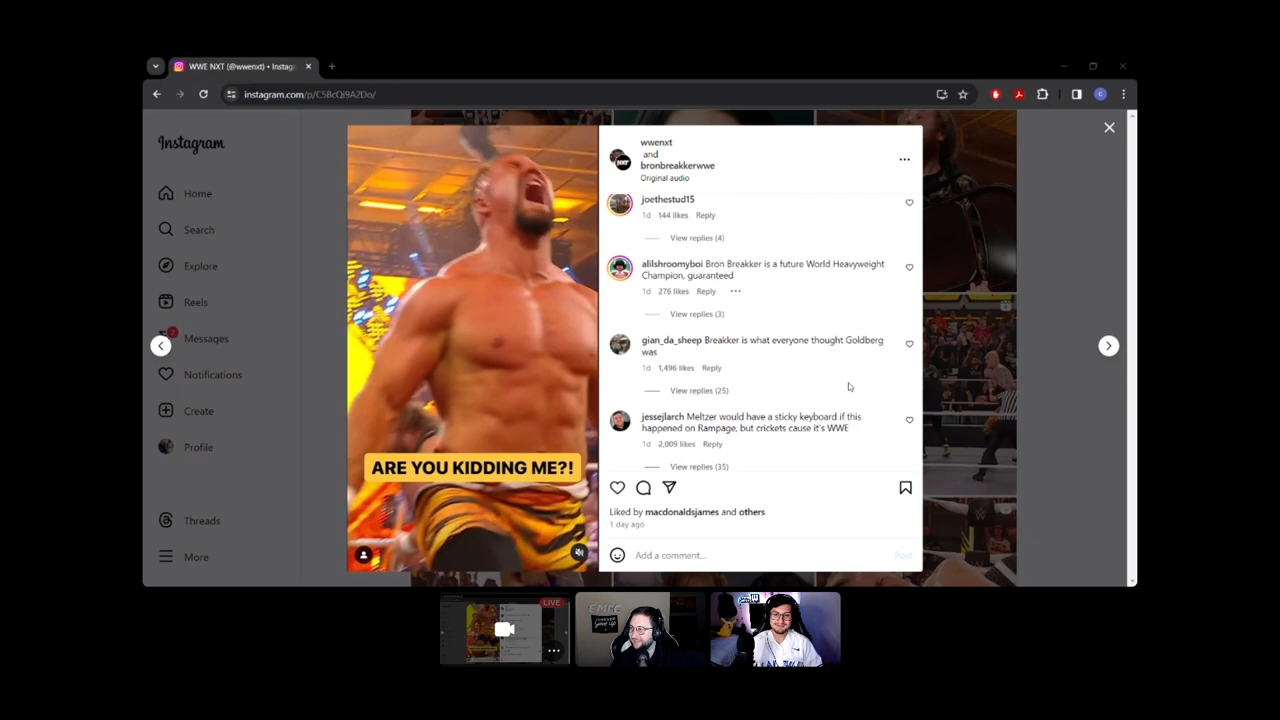 WWE NXT (@wwenxt) • Instag
instagram.com/p/C5BcQi9A2Do/
Instagram
Home
Search
Explore
Reels
Messages
Notifications
Create
Profile
Threads
More
ARE YOU KIDDING ME?!
wwenxt
and
bronbreakkerwwe
Original audio
joethestud15
1d 144 likes Reply
View replies (4)
alilshroomyboi Bron Breakker is a future World Heavyweight
Champion, guaranteed
1d 276 likes Reply
View replies (3)
gian_da_sheep Breakker is what everyone thought Goldberg
was
1d 1,496 likes Reply
View replies (25)
jessejlarch Meltzer would have a sticky keyboard if this
happened on Rampage, but crickets cause it's WWE
1d 2,009 likes Reply
View replies (35)
Liked by macdonaldsjames and others
1 day ago
Add a comment...
Post
LIVE